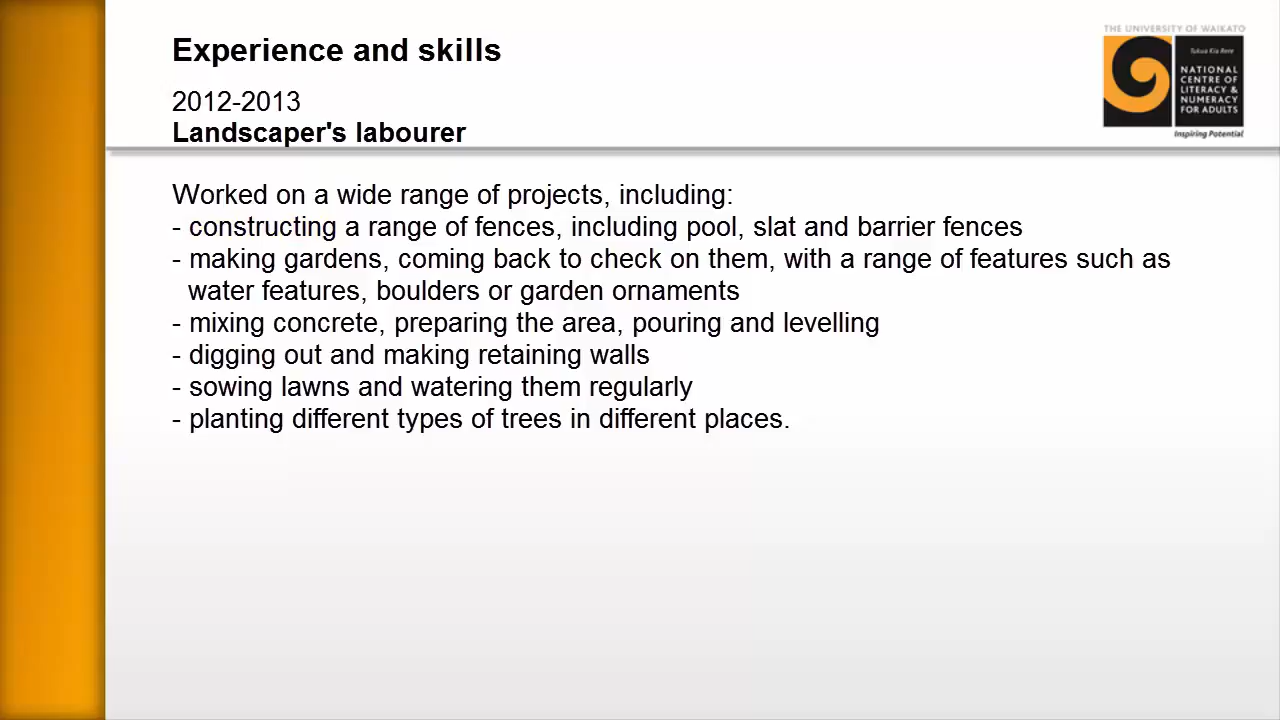 Experience and skills
2012-2013
Landscaper's labourer
THE UNIVERSITY OF WAIKATO
Tukua Kia Rere
NATIONAL
CENTRE OF
LITERACY &
NUMERACY
FOR ADULTS
Inspiring Potential
Worked on a wide range of projects, including:
- constructing a range of fences, including pool, slat and barrier fences
- making gardens, coming back to check on them, with a range of features such as
water features, boulders or garden ornaments
- mixing concrete, preparing the area, pouring and levelling
- digging out and making retaining walls
- sowing lawns and watering them regularly
- planting different types of trees in different places.